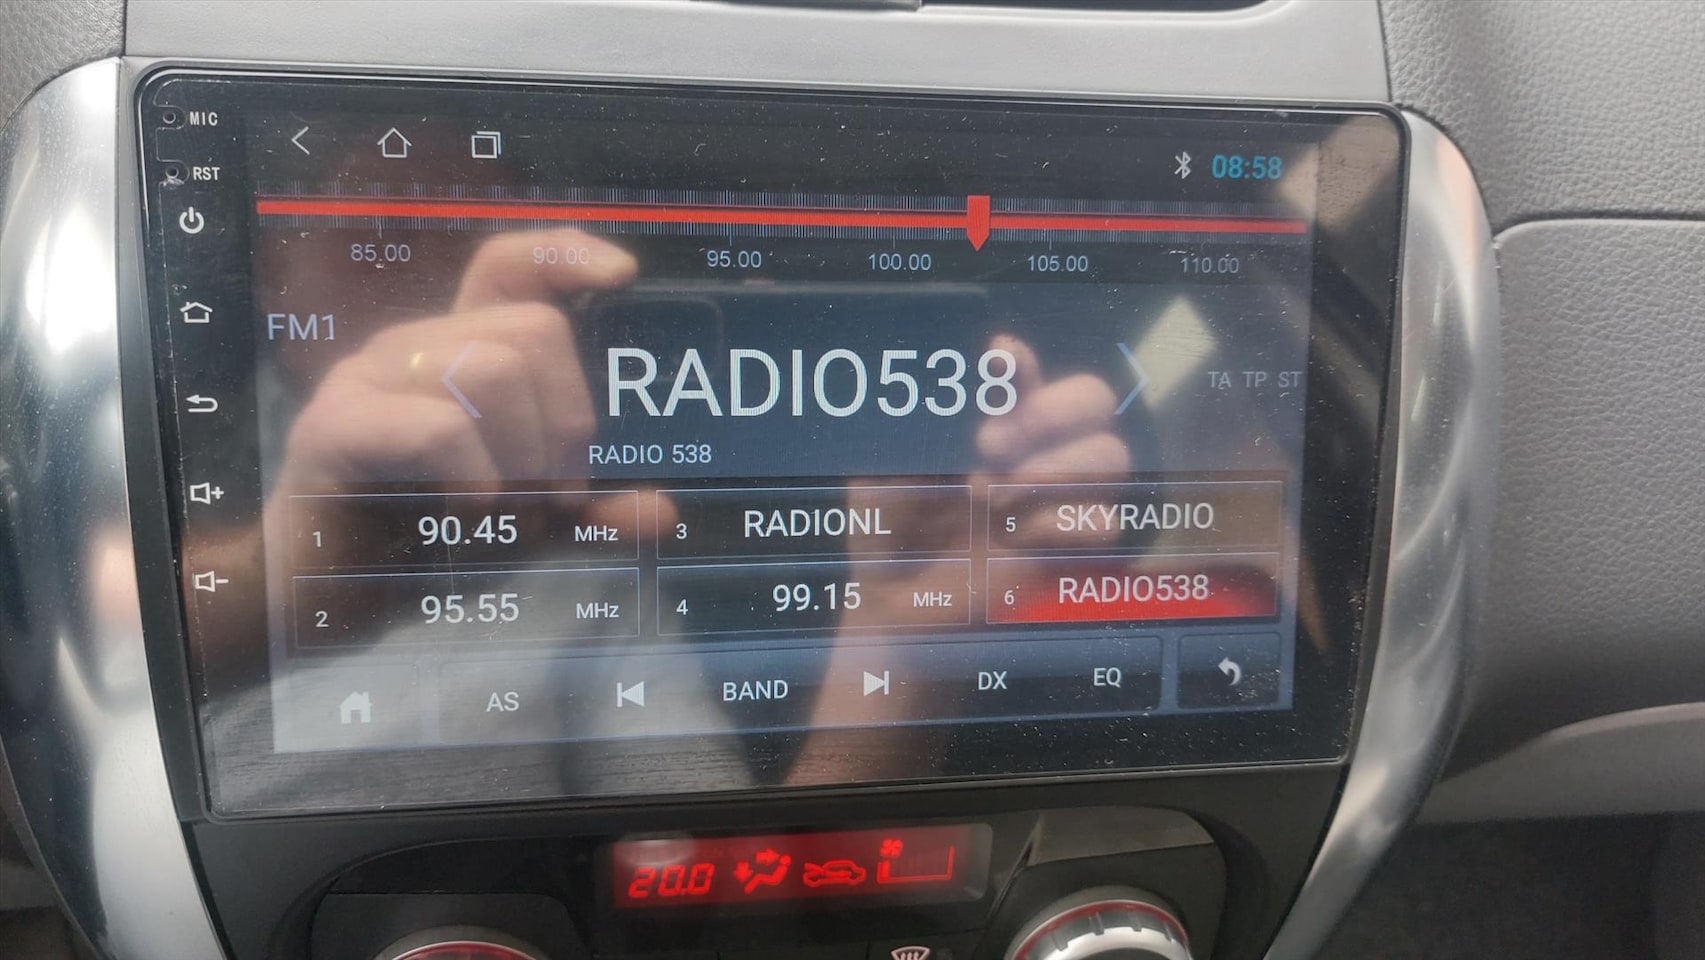 MIC
08:58
RST
85.00 90.00 95.00 100.00 105.00 110.00
FM1
RADIO538
TA TP ST
RADIO 538
1 90.45 MHz
3 RADIONL
5 SKYRADIO
2 95.55 MHz
4 99.15 MHz
6 RADIO538
AS BAND DX EQ
20.0